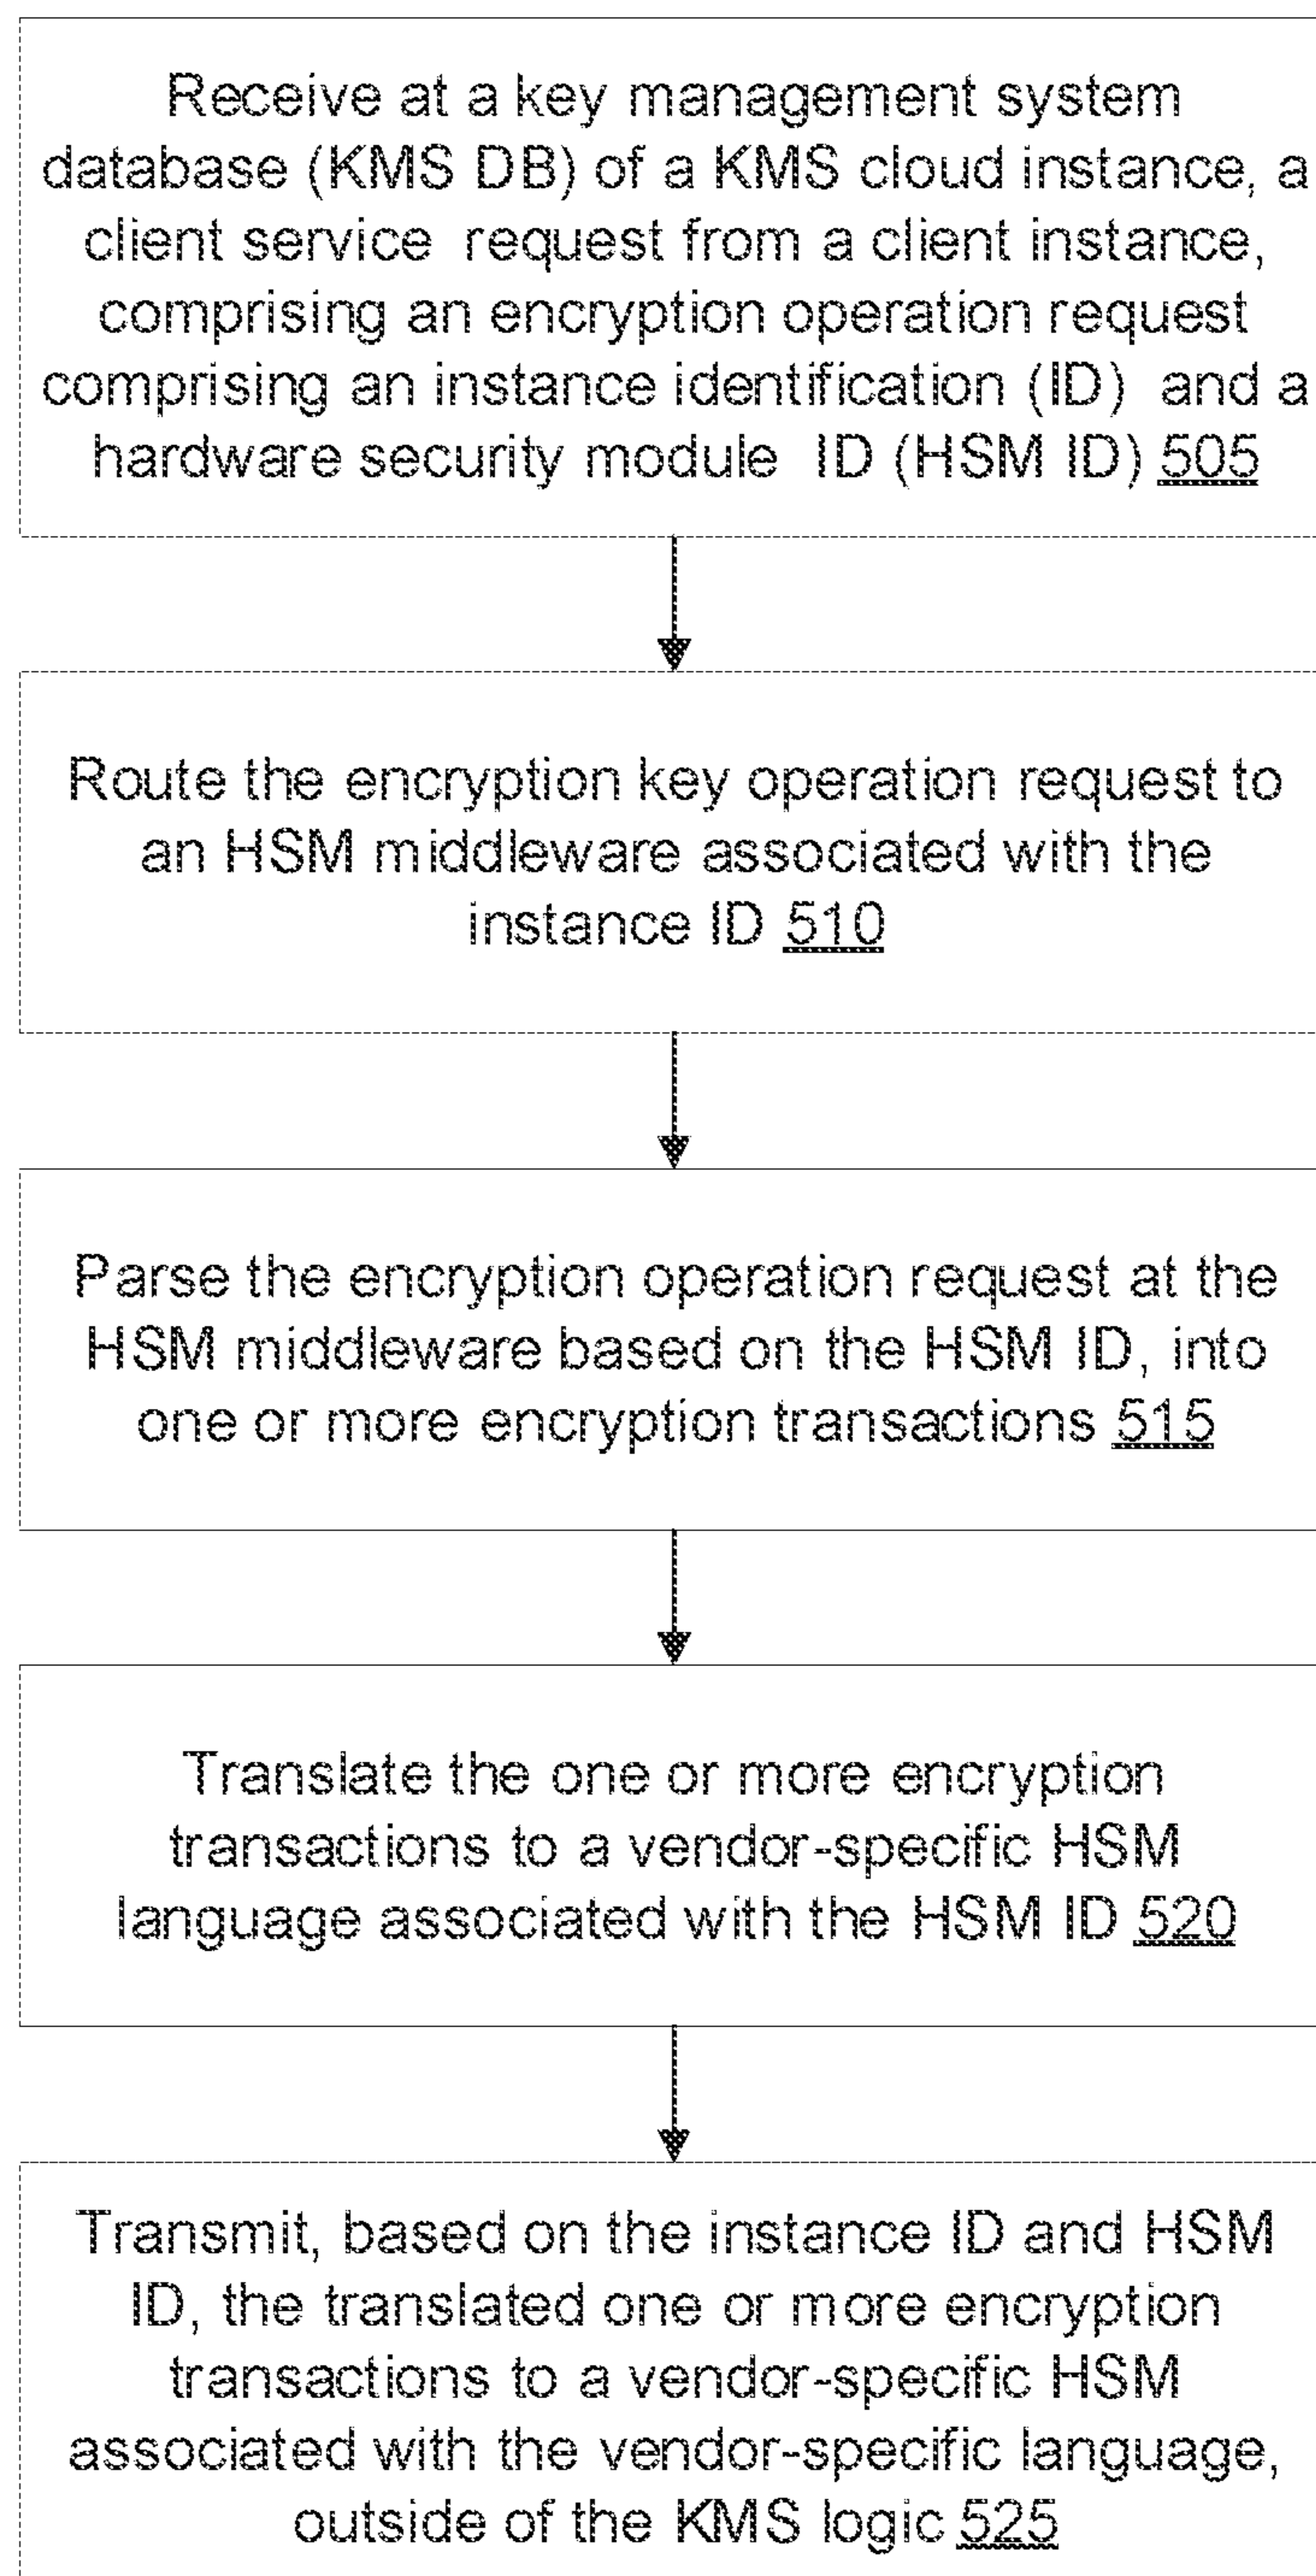 Receive at a key management system
database (KMS DB) of a KMS cloud instance, a
client service request from a client instance,
comprising an encryption operation request
comprising an instance identification (ID) and a
hardware security module ID (HSM ID) 505
Route the encryption key operation request to
an HSM middleware associated with the
instance ID 510
Parse the encryption operation request at the
HSM middleware based on the HSM ID, into
one or more encryption transactions 515
Translate the one or more encryption
transactions to a vendor-specific HSM
language associated with the HSM ID 520
Transmit, based on the instance ID and HSM
ID, the translated one or more encryption
transactions to a vendor-specific HSM
associated with the vendor-specific language,
outside of the KMS logic 525